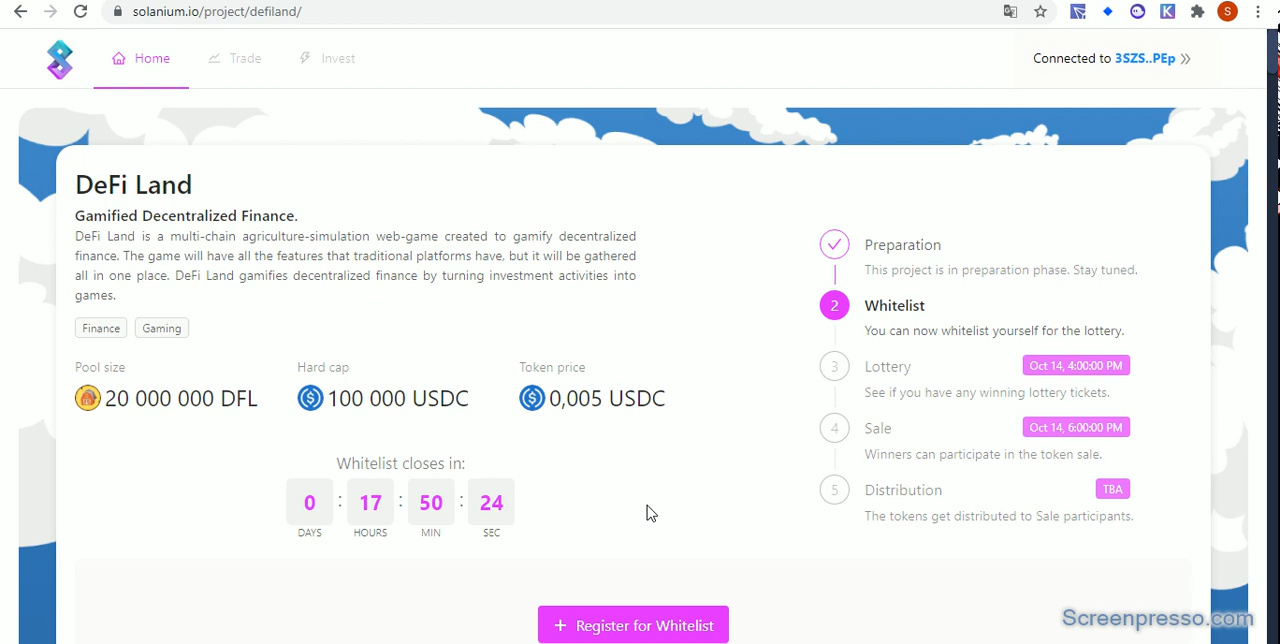 solanium.io/project/defiland/
S
Home
Trade
Invest
Connected to 3SZS..PEp
DeFi Land
Gamified Decentralized Finance.
DeFi Land is a multi-chain agriculture-simulation web-game created to gamify decentralized
finance. The game will have all the features that traditional platforms have, but it will be gathered
all in one place. DeFi Land gamifies decentralized finance by turning investment activities into
games.
Finance
Gaming
Pool size
20 000 000 DFL
Hard cap
100 000 USDC
Token price
0,005 USDC
Whitelist closes in:
0 : 17 : 50 : 24
DAYS HOURS MIN SEC
+ Register for Whitelist
Preparation
This project is in preparation phase. Stay tuned.
2 Whitelist
You can now whitelist yourself for the lottery.
3 Lottery Oct 14, 4:00:00 PM
See if you have any winning lottery tickets.
4 Sale Oct 14, 6:00:00 PM
Winners can participate in the token sale.
5 Distribution TBA
The tokens get distributed to Sale participants.
Screenpresso.com